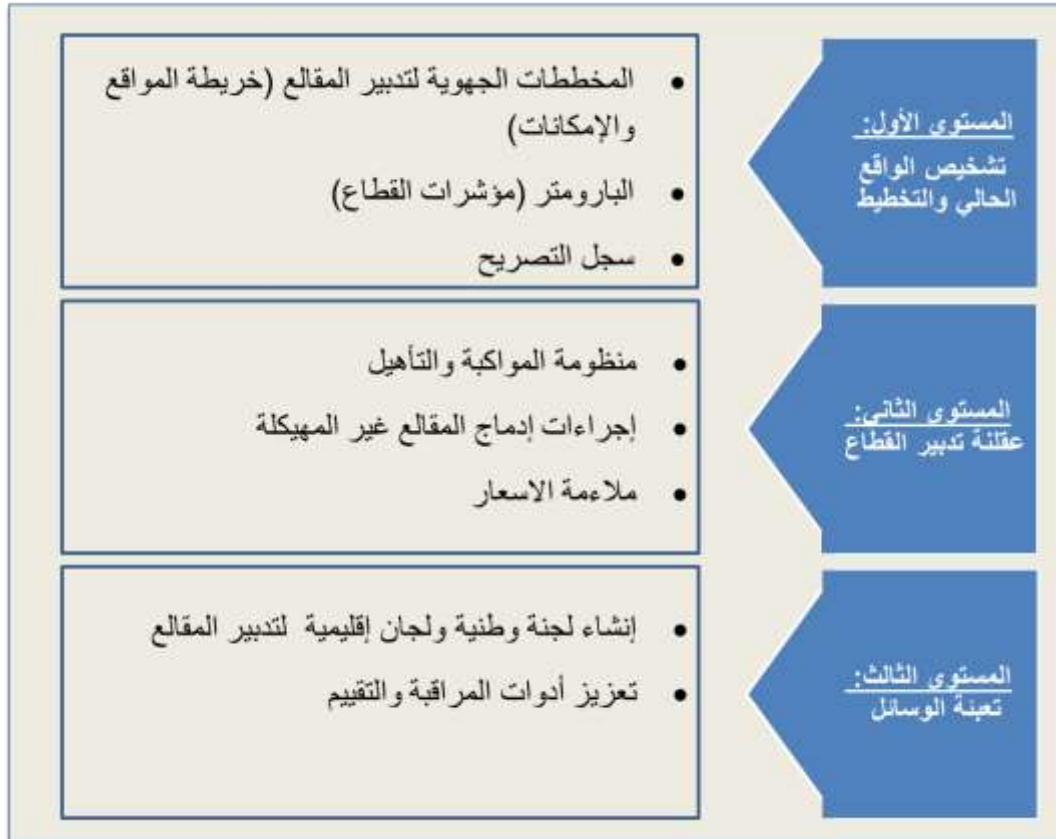 المستوى الأول:
تشخيص الواقع
الحالي والتخطيط
• المخططات الجهوية لتدبير المقالع (خريطة المواقع
والإمكانات)
• البارومتر (مؤشرات القطاع)
• سجل التصريح
المستوى الثاني:
عقلنة تدبير القطاع
• منظومة المواكبة والتأهيل
• إجراءات إدماج المقالع غير المهيكلة
• ملاءمة الاسعار
المستوى الثالث:
تعبئة الوسائل
• إنشاء لجنة وطنية ولجان إقليمية لتدبير المقالع
• تعزيز أدوات المراقبة والتقييم